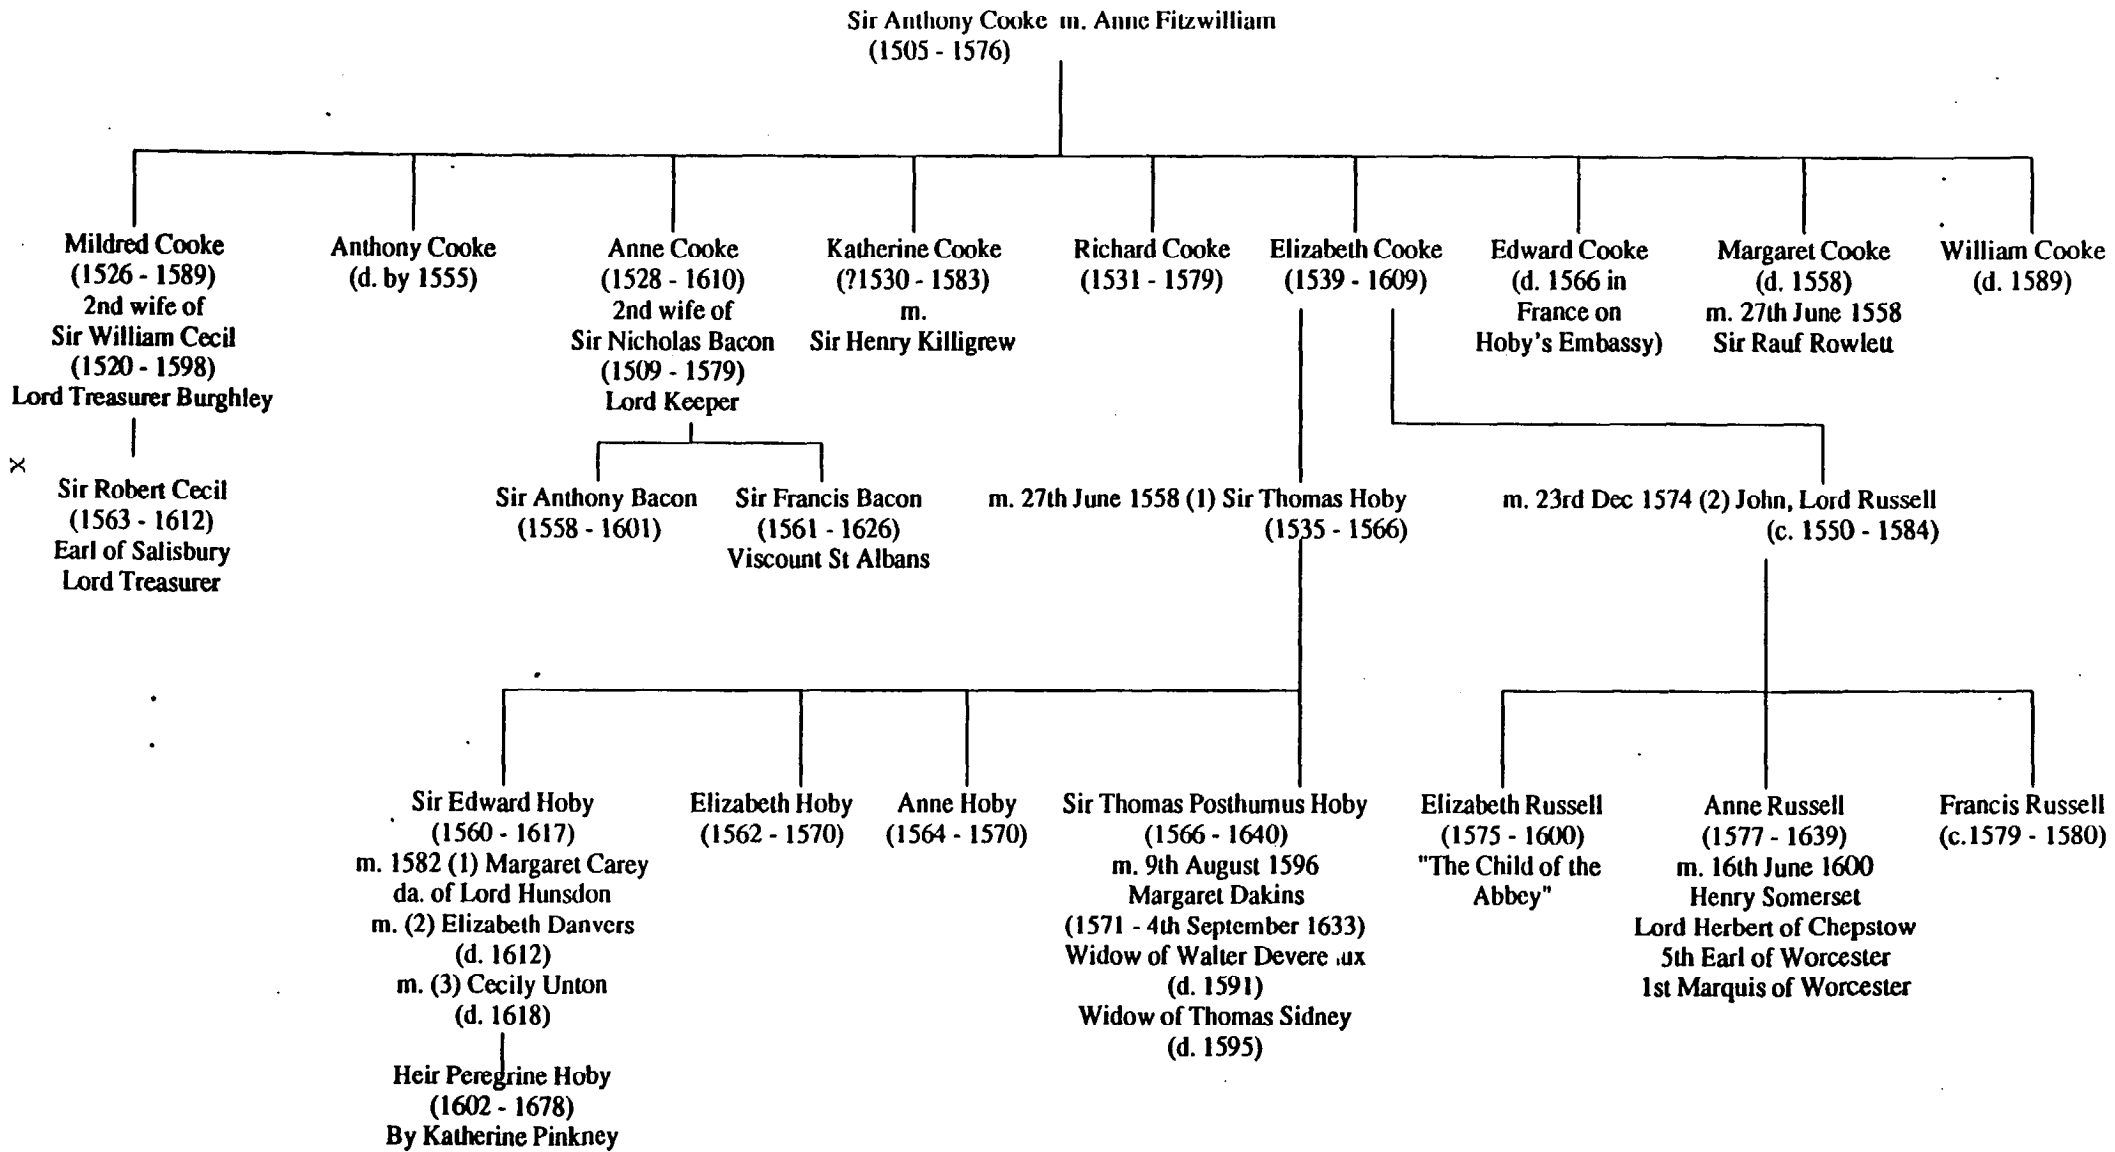 Sir Anthony Cooke m. Anne Fitzwilliam
(1505 - 1576)
Mildred Cooke
(1526 - 1589)
2nd wife of
Sir William Cecil
(1520 - 1598)
Lord Treasurer Burghley
Sir Robert Cecil
(1563 - 1612)
Earl of Salisbury
Lord Treasurer
Anthony Cooke
(d. by 1555)
Anne Cooke
(1528 - 1610)
2nd wife of
Sir Nicholas Bacon
(1509 - 1579)
Lord Keeper
Sir Anthony Bacon
(1558 - 1601)
Sir Francis Bacon
(1561 - 1626)
Viscount St Albans
Katherine Cooke
(?1530 - 1583)
m.
Sir Henry Killigrew
Richard Cooke
(1531 - 1579)
Elizabeth Cooke
(1539 - 1609)
Edward Cooke
(d. 1566 in
France on
Hoby's Embassy)
Margaret Cooke
(d. 1558)
m. 27th June 1558
Sir Rauf Rowlett
William Cooke
(d. 1589)
m. 27th June 1558 (1) Sir Thomas Hoby
(1535 - 1566)
m. 23rd Dec 1574 (2) John, Lord Russell
(c. 1550 - 1584)
Sir Edward Hoby
(1560 - 1617)
m. 1582 (1) Margaret Carey
da. of Lord Hunsdon
m. (2) Elizabeth Danvers
(d. 1612)
m. (3) Cecily Unton
(d. 1618)
Heir Peregrine Hoby
(1602 - 1678)
By Katherine Pinkney
Elizabeth Hoby
(1562 - 1570)
Anne Hoby
(1564 - 1570)
Sir Thomas Posthumus Hoby
(1566 - 1640)
m. 9th August 1596
Margaret Dakins
(1571 - 4th September 1633)
Widow of Walter Devereux
(d. 1591)
Widow of Thomas Sidney
(d. 1595)
Elizabeth Russell
(1575 - 1600)
"The Child of the
Abbey"
Anne Russell
(1577 - 1639)
m. 16th June 1600
Henry Somerset
Lord Herbert of Chepstow
5th Earl of Worcester
1st Marquis of Worcester
Francis Russell
(c.1579 - 1580)
x